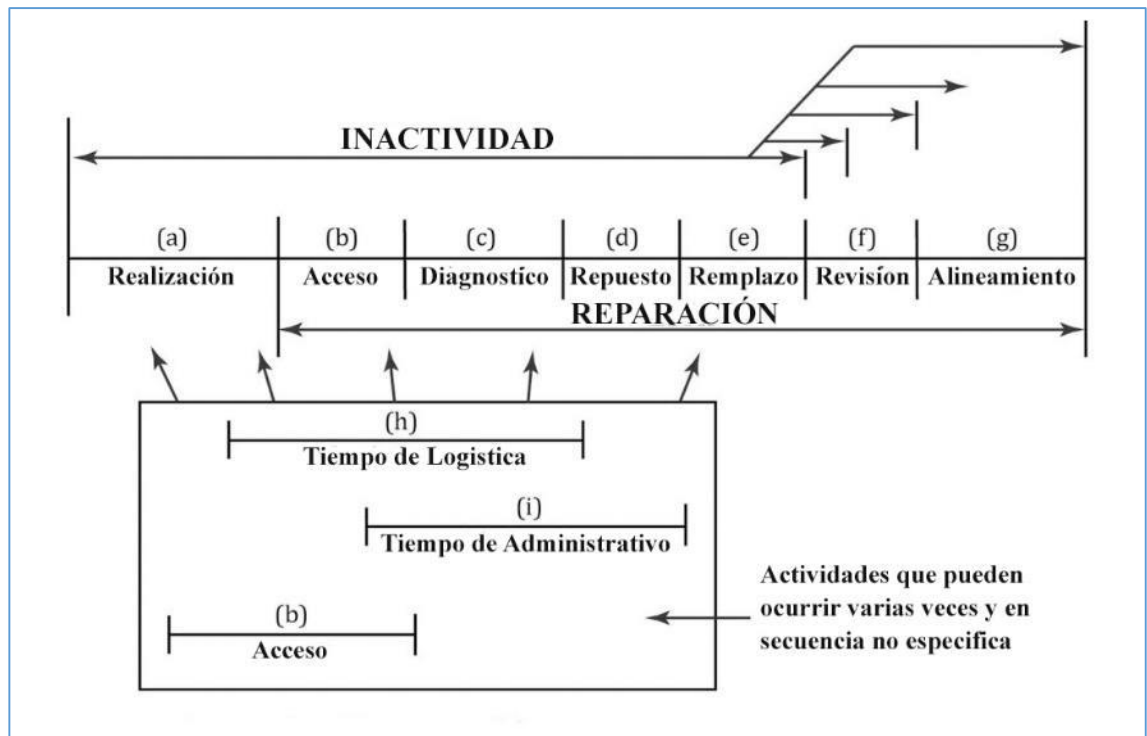 INACTIVIDAD
(a) (b) (c) (d) (e) (f) (g)
Realización Acceso Diagnostíco Repuesto Remplazo Revisíon Alineamiento
REPARACIÓN
(h)
Tiempo de Logistica
(i)
Tiempo de Administrativo
(b)
Acceso
Actividades que pueden
ocurrir varias veces y en
secuencia no especifica